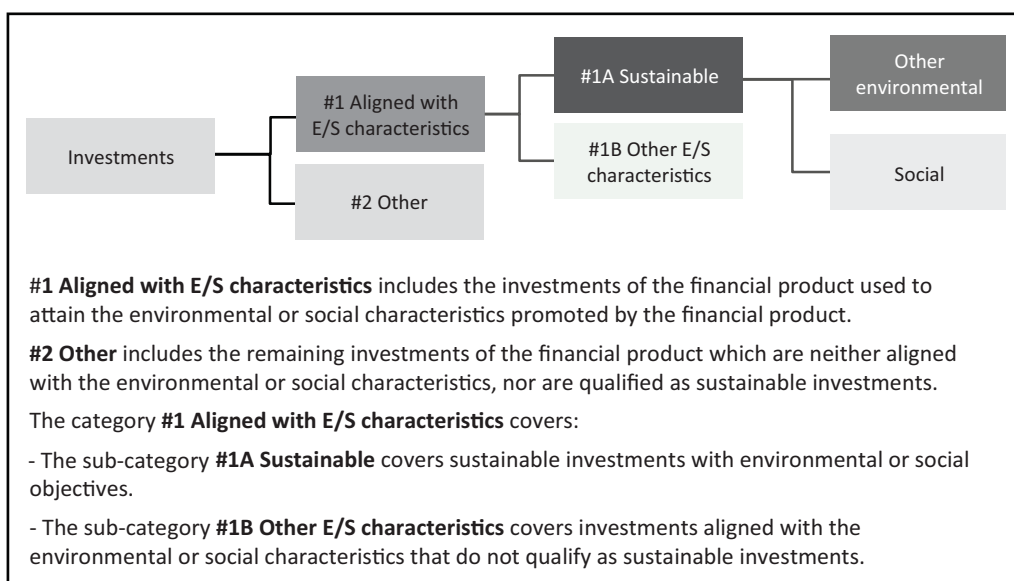 Investments
#1 Aligned with
E/S characteristics
#2 Other
#1A Sustainable
#1B Other E/S
characteristics
Other
environmental
Social
#1 Aligned with E/S characteristics includes the investments of the financial product used to
attain the environmental or social characteristics promoted by the financial product.
#2 Other includes the remaining investments of the financial product which are neither aligned
with the environmental or social characteristics, nor are qualified as sustainable investments.
The category #1 Aligned with E/S characteristics covers:
- The sub-category #1A Sustainable covers sustainable investments with environmental or social
objectives.
- The sub-category #1B Other E/S characteristics covers investments aligned with the
environmental or social characteristics that do not qualify as sustainable investments.